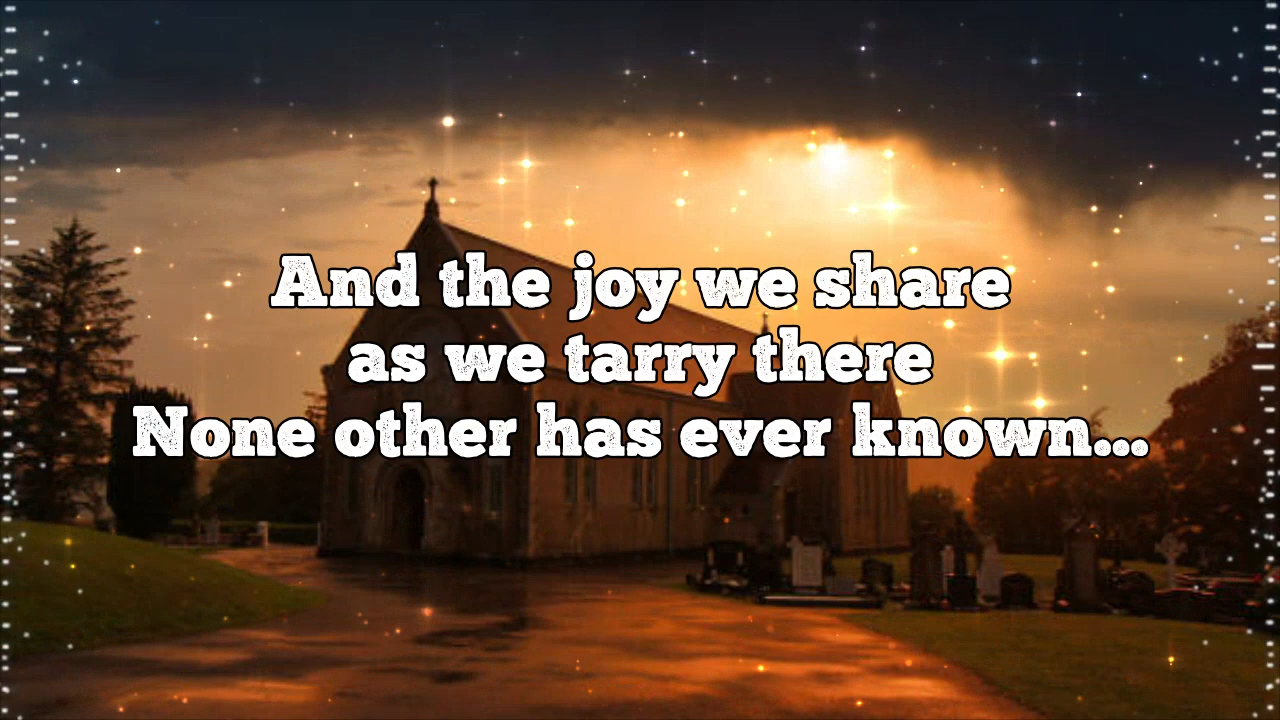 And the joy we share
as we tarry there
None other has ever known...